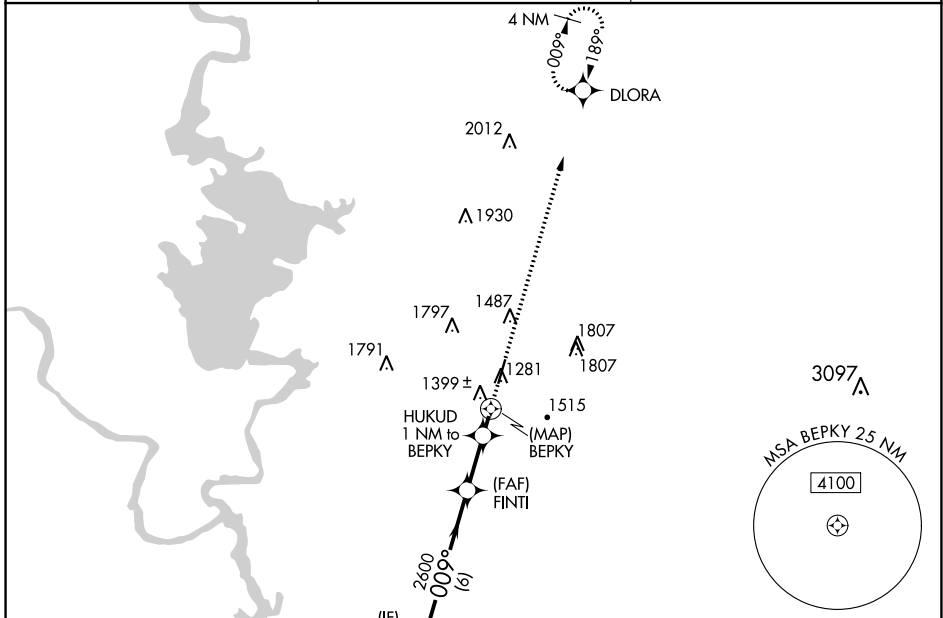 4 NM
009°
189°
DLORA
2012
1930
1487
1797
1807
1791
1807
1281
3097
1399 ±
1515
HUKUD
1 NM to
BEPKY
(MAP)
BEPKY
MSA BEPKY 25 NM
4100
(FAF)
FINTI
2600
009°
(6)
(IF)